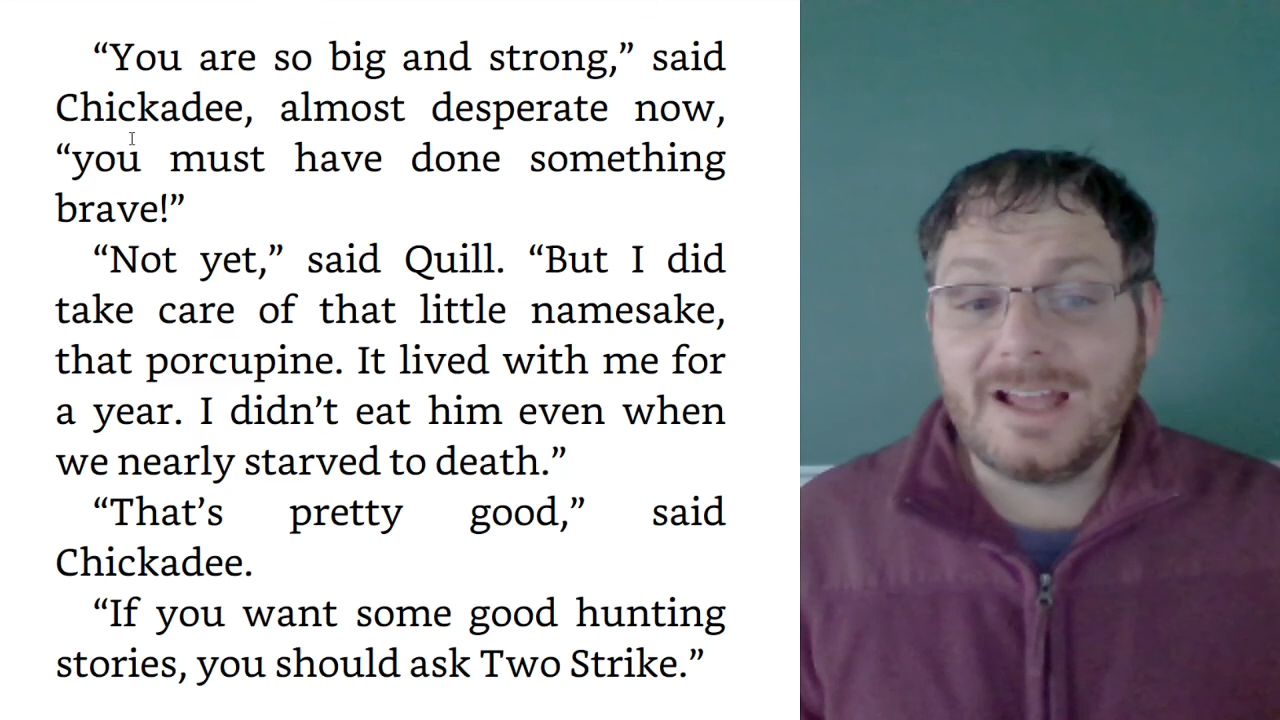 “You are so big and strong,” said
Chickadee, almost desperate now,
“you must have done something
brave!”
“Not yet,” said Quill. “But I did
take care of that little namesake,
that porcupine. It lived with me for
a year. I didn’t eat him even when
we nearly starved to death.”
“That’s pretty good,” said
Chickadee.
“If you want some good hunting
stories, you should ask Two Strike.”